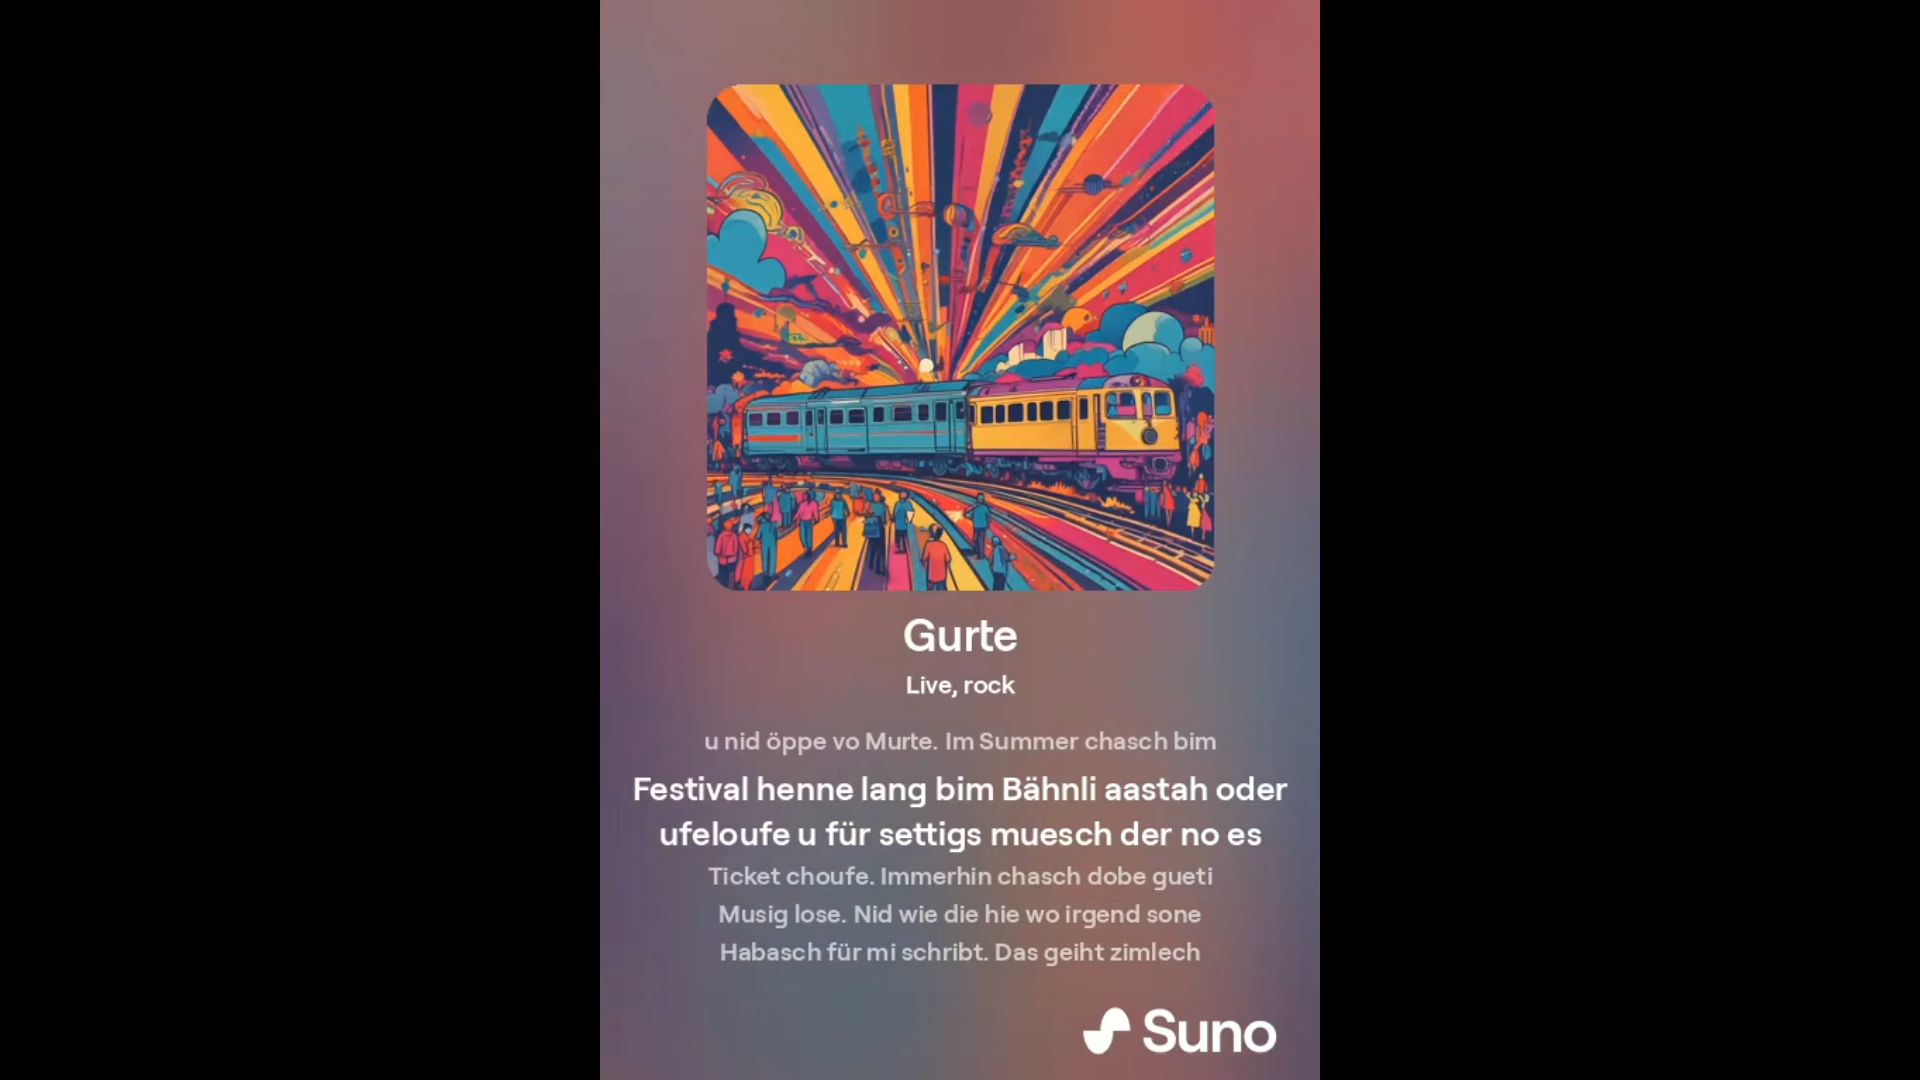 Gurte
Live, rock
u nid öppe vo Murte. Im Summer chasch bim
Festival henne lang bim Bähnli aastah oder
ufeloufe u für settigs muesch der no es
Ticket choufe. Immerhin chasch dobe gueti
Musig lose. Nid wie die hie wo irgend sone
Habasch für mi schribt. Das geiht zimlech
Suno